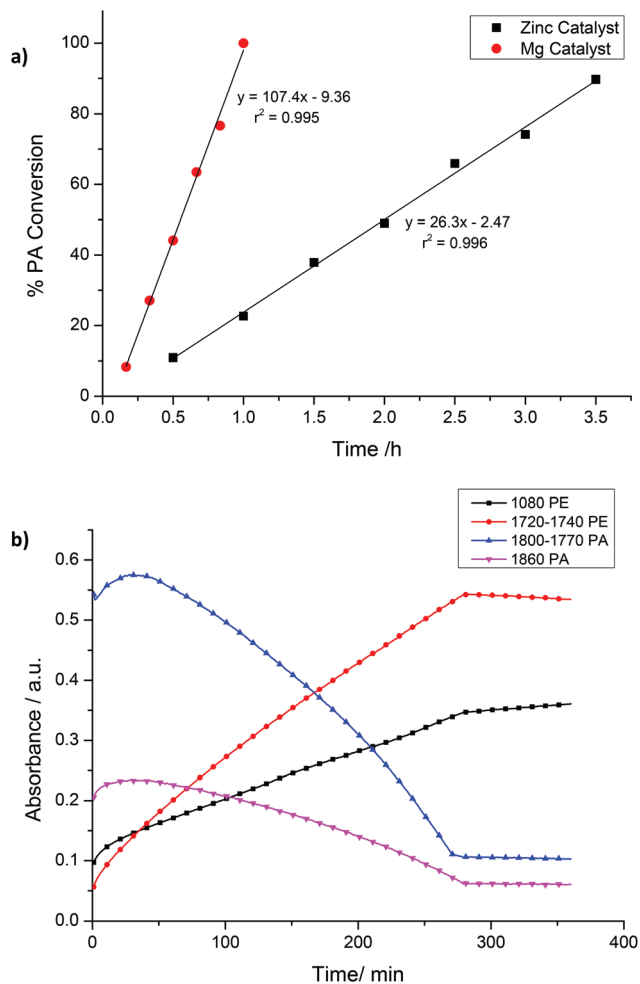 a)
Zinc Catalyst
Mg Catalyst
100
80
60
40
20
0
% PA Conversion
y = 107.4x - 9.36
r² = 0.995
y = 26.3x - 2.47
r² = 0.996
0.0 0.5 1.0 1.5 2.0 2.5 3.0 3.5
Time /h
b)
1080 PE
1720-1740 PE
1800-1770 PA
1860 PA
0.6
0.5
0.4
0.3
0.2
0.1
0.0
Absorbance / a.u.
0 100 200 300 400
Time/ min